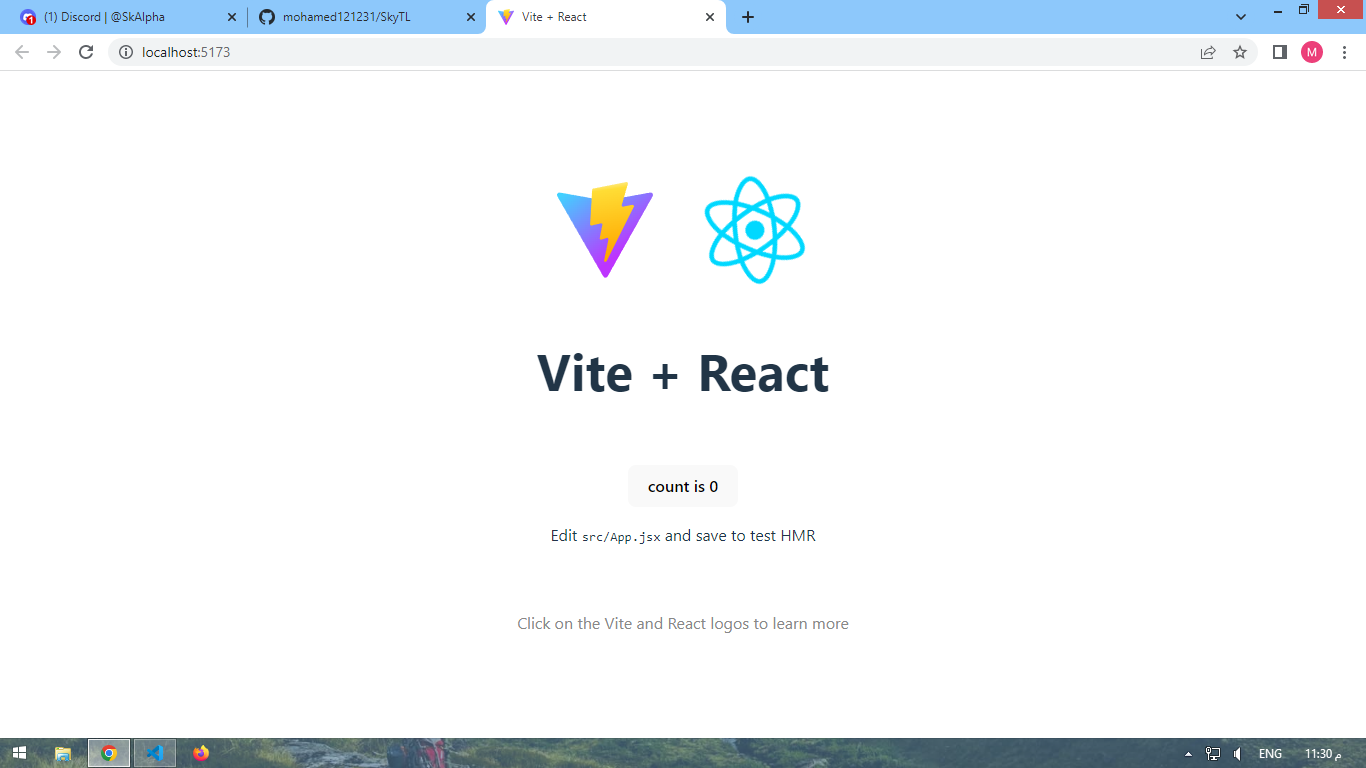 (1) Discord | @SkAlpha
mohamed121231/SkyTL
Vite + React
localhost:5173
M
Vite + React
count is 0
Edit src/App.jsx and save to test HMR
Click on the Vite and React logos to learn more
ENG
11:30 م